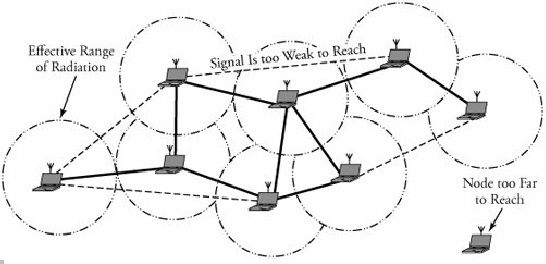 Effective Range
of Radiation
Signal Is too Weak to Reach
Node too Far
to Reach